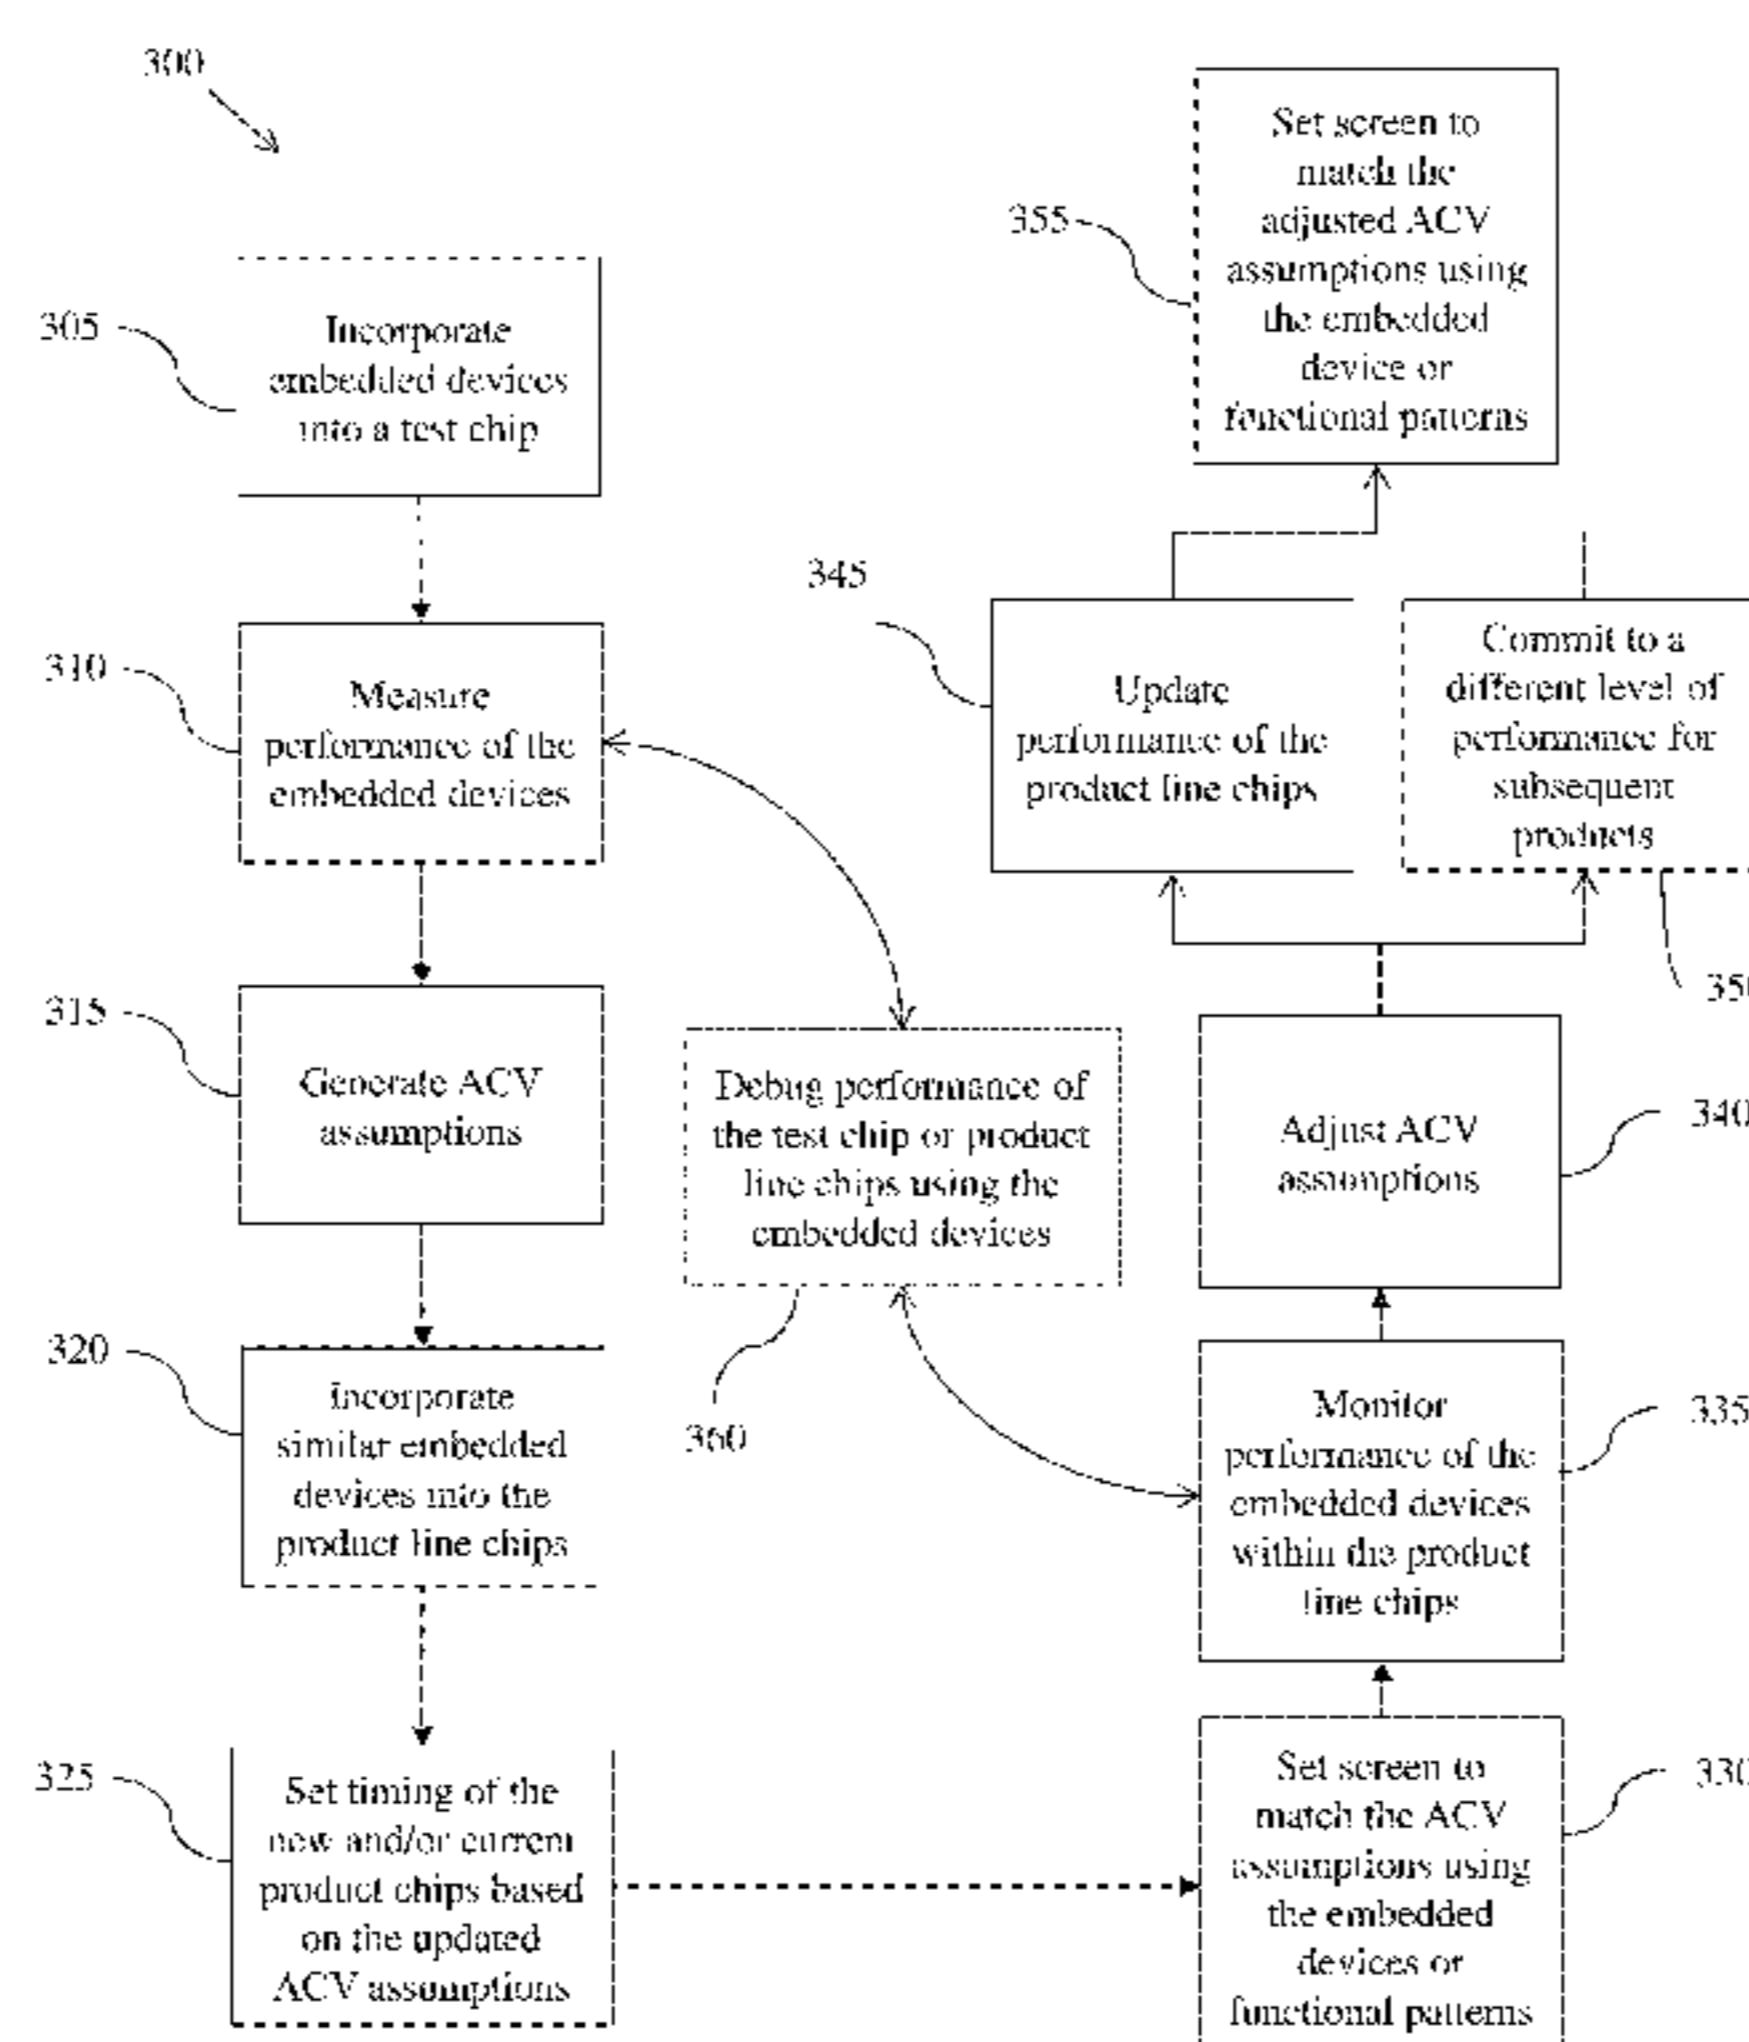 300
305
Incorporate
embedded devices
into a test chip
310
Measure
performance of the
embedded devices
315
Generate ACV
assumptions
320
Incorporate
similar embedded
devices into the
product line chips
325
Set timing of the
new and/or current
product chips based
on the updated
ACV assumptions
Set screen to
match the ACV
assumptions using
the embedded
devices or
functional patterns
330
Monitor
performance of the
embedded devices
within the product
line chips
335
Adjust ACV
assumptions
340
345
Update
performance of the
product line chips
Commit to a
different level of
performance for
subsequent
products
355
Set screen to
match the
adjusted ACV
assumptions using
the embedded
device or
functional patterns
Debug performance of
the test chip or product
line chips using the
embedded devices
360